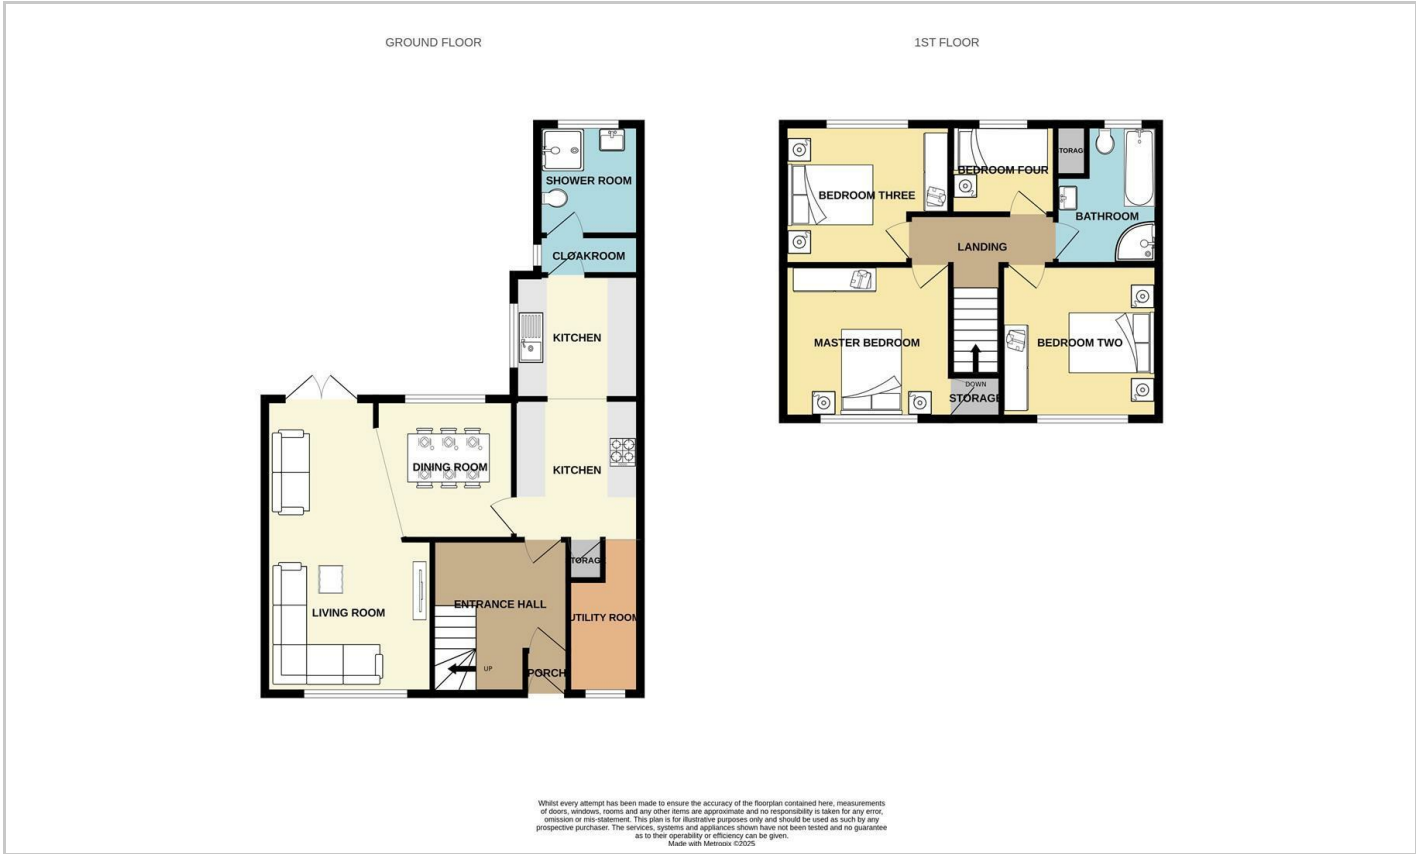 GROUND FLOOR
SHOWER ROOM
CLOAKROOM
KITCHEN
KITCHEN
DINING ROOM
LIVING ROOM
ENTRANCE HALL
TORAG
UTILITY ROOM
UP
PORCH
1ST FLOOR
BEDROOM THREE
BEDROOM FOUR
TORAG
BATHROOM
LANDING
MASTER BEDROOM
BEDROOM TWO
DOWN
STORAGE
Whilst every attempt has been made to ensure the accuracy of the floorplan contained here, measurements
of doors, windows, rooms and any other items are approximate and no responsibility is taken for any error,
omission or mis-statement. This plan is for illustrative purposes only and should be used as such by any
prospective purchaser. The services, systems and appliances shown have not been tested and no guarantee
as to their operability or efficiency can be given.
Made with Metropix ©2025